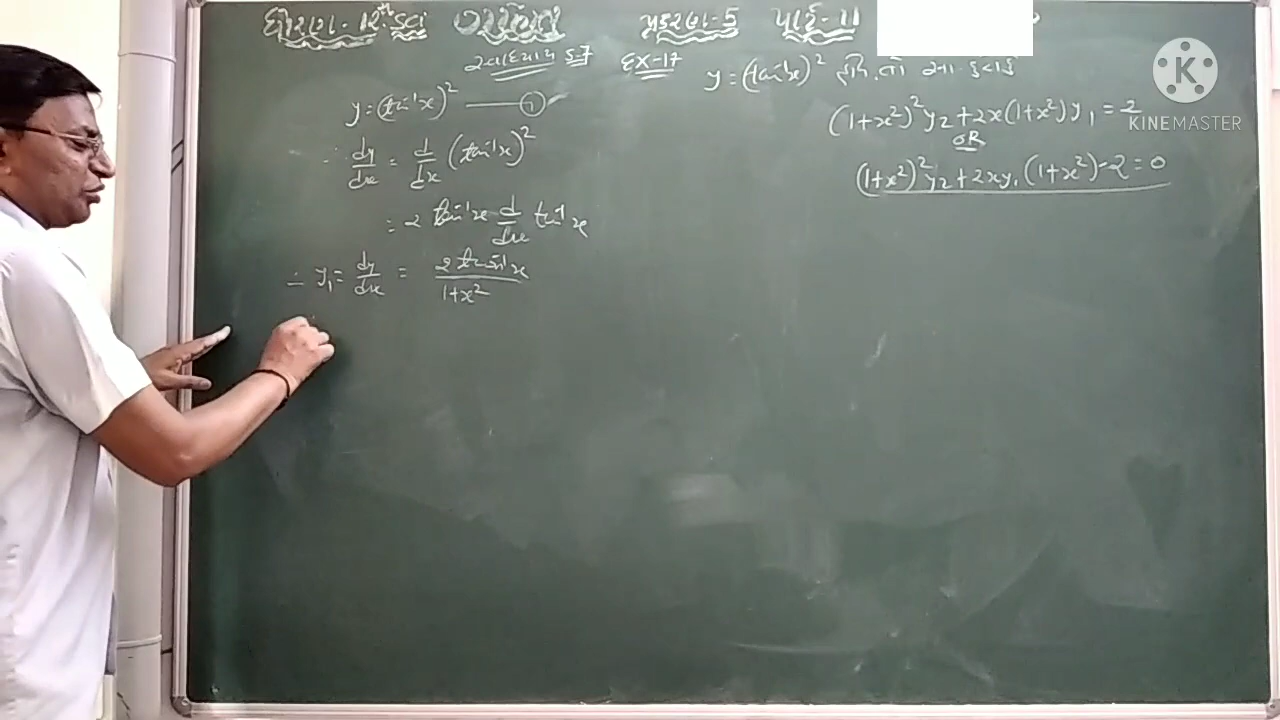 ધોરણ-12th SCI ગણિત પ્રકરણ-5 પાર્ટ-11
સ્વાધ્યાય 5.7 EX-17
y = (tan⁻¹x)² હોય તો સા.કરો કે
(1+x²)²y₂ + 2x(1+x²)y₁ = 2
OR
(1+x²)²y₂ + 2xy₁(1+x²) - 2 = 0
y = (tan⁻¹x)² —— ①
∴ dy/dx = d/dx (tan⁻¹x)²
= 2 tan⁻¹x d/dx tan⁻¹x
∴ y₁ = dy/dx = 2 tan⁻¹x / 1+x²
KINEMASTER